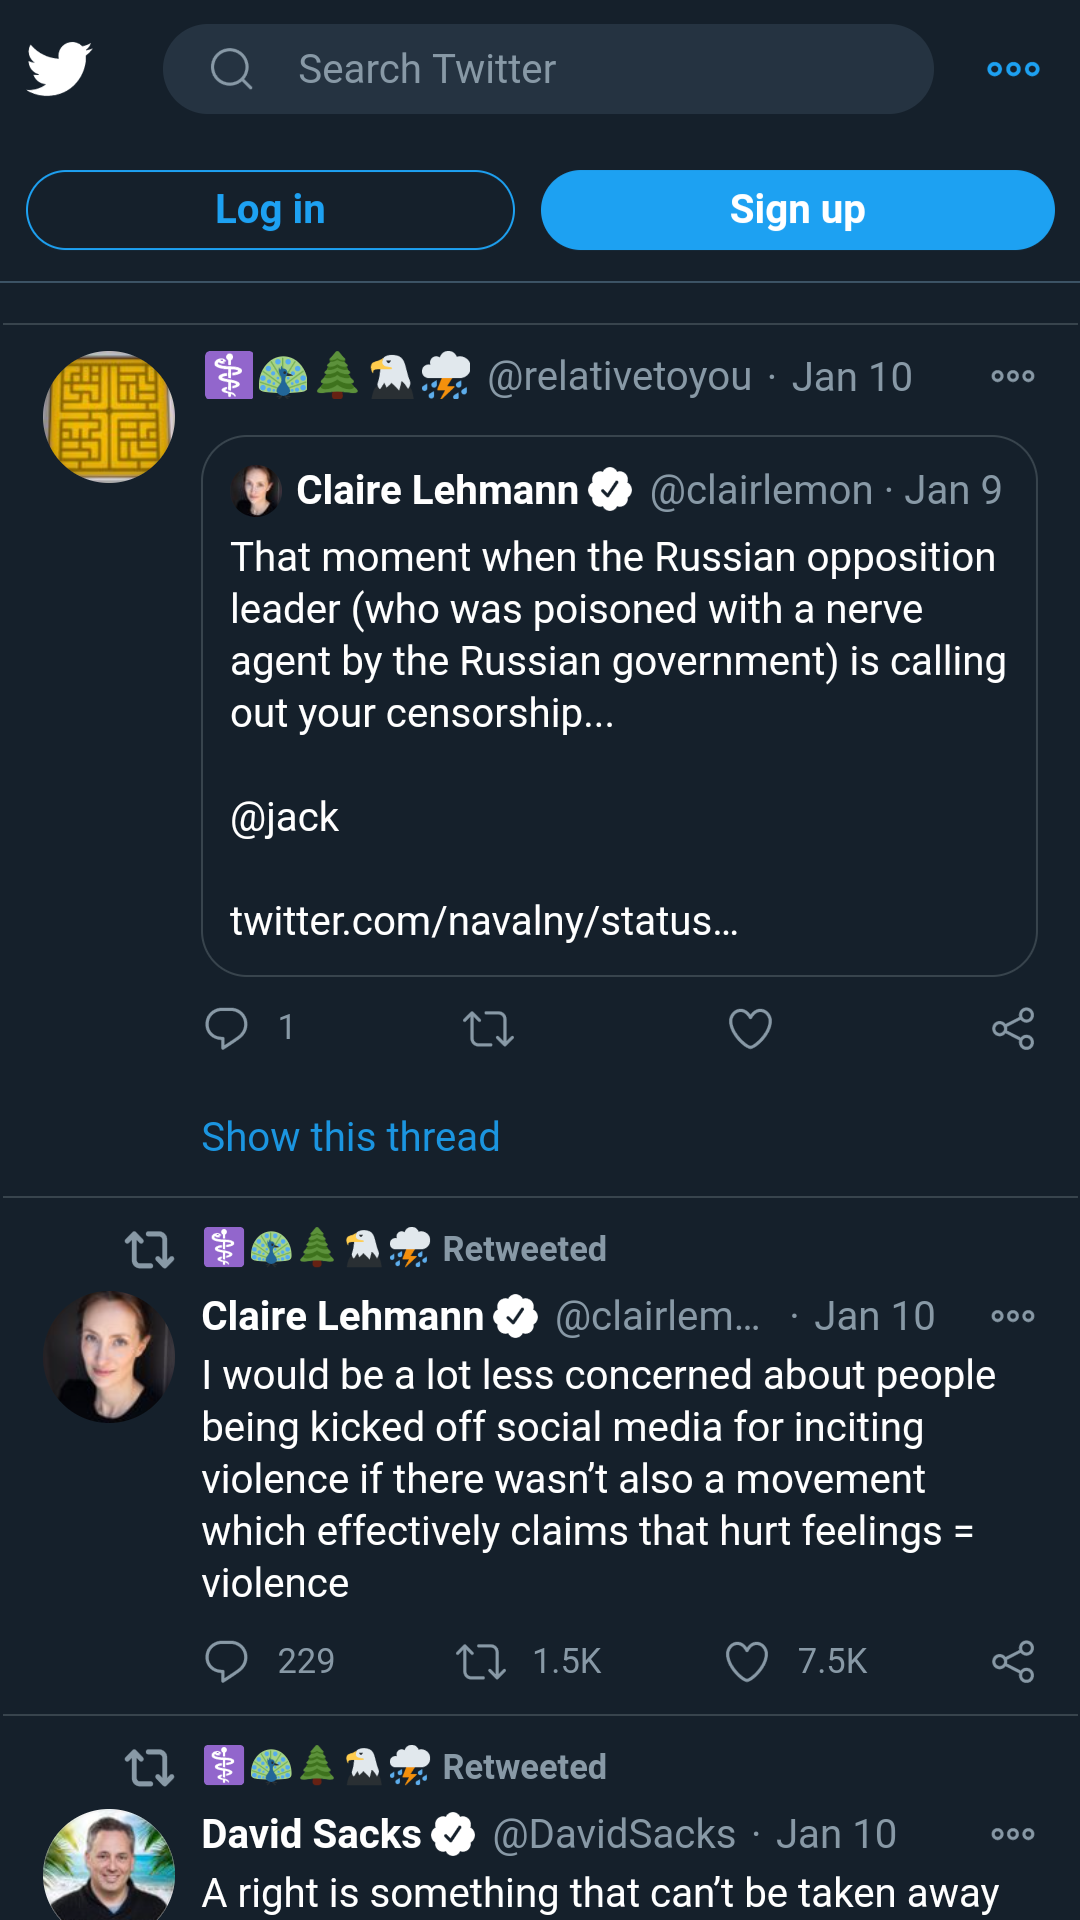 Search Twitter
Log in
Sign up
@relativetoyou · Jan 10
Claire Lehmann @clairlemon · Jan 9
That moment when the Russian opposition
leader (who was poisoned with a nerve
agent by the Russian government) is calling
out your censorship...
@jack
twitter.com/navalny/status…
1
Show this thread
Retweeted
Claire Lehmann @clairlem… · Jan 10
I would be a lot less concerned about people
being kicked off social media for inciting
violence if there wasn’t also a movement
which effectively claims that hurt feelings =
violence
229 1.5K 7.5K
Retweeted
David Sacks @DavidSacks · Jan 10
A right is something that can’t be taken away